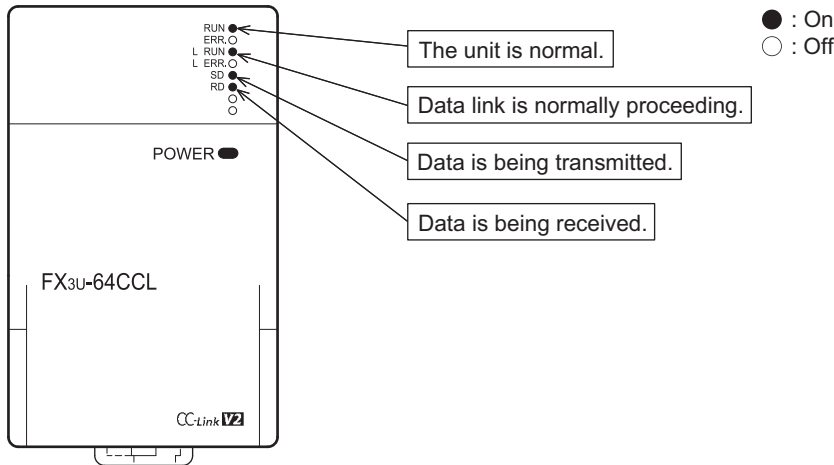 RUN
ERR.
L RUN
L ERR.
SD
RD
POWER
FX3U-64CCL
CC-Link V2
The unit is normal.
Data link is normally proceeding.
Data is being transmitted.
Data is being received.
: On
: Off